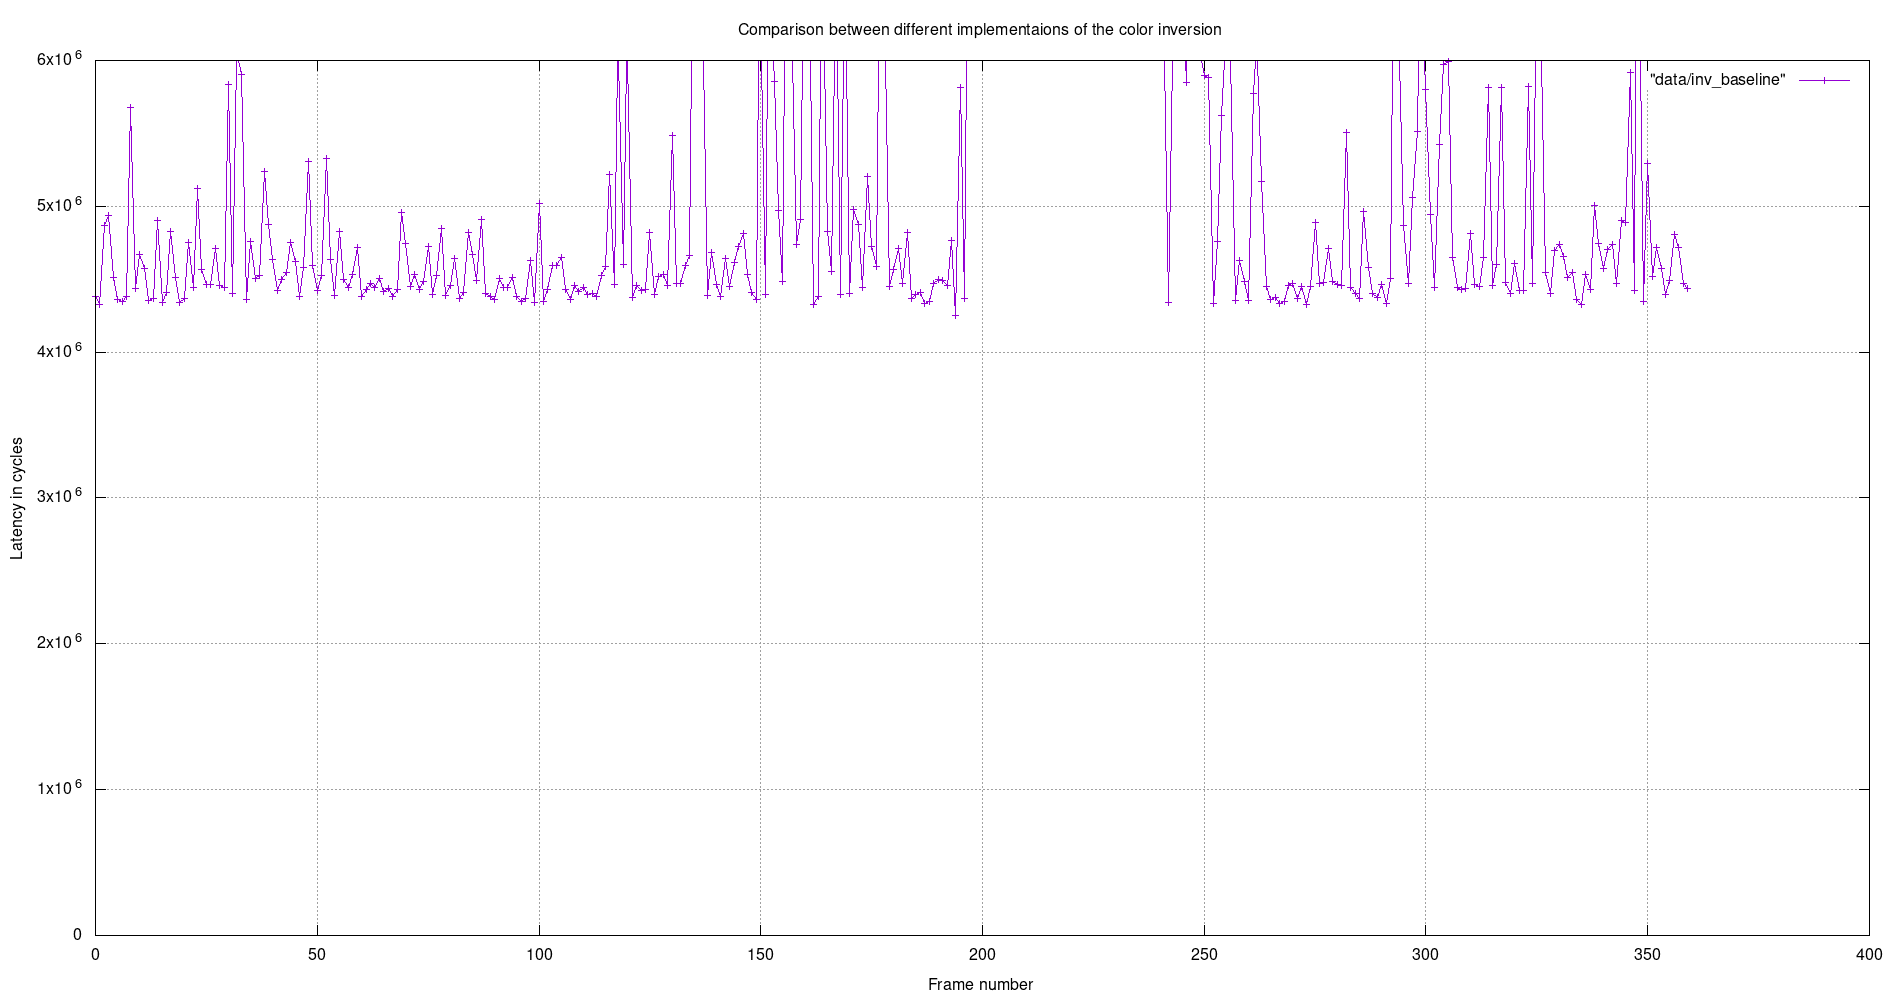 Comparison between different implementaions of the color inversion
6x10^6
"data/inv_baseline"
5x10^6
4x10^6
3x10^6
2x10^6
1x10^6
0
Latency in cycles
0 50 100 150 200 250 300 350 400
Frame number